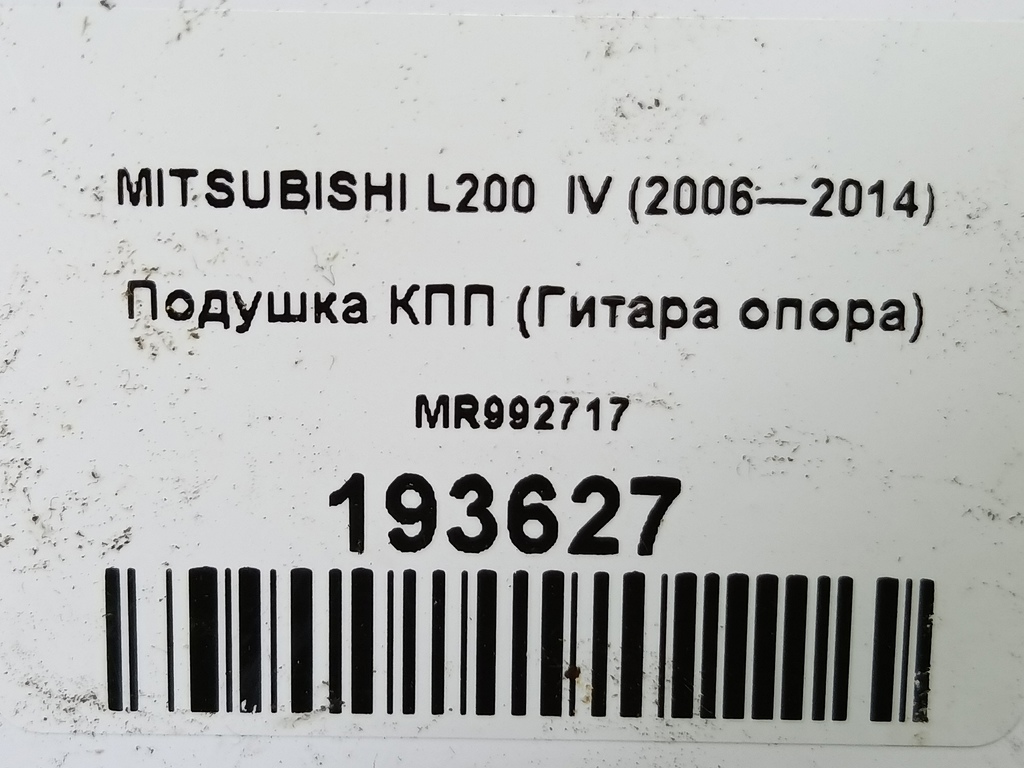 MITSUBISHI L200 IV (2006—2014)
Подушка КПП (Гитара опора)
MR992717
193627